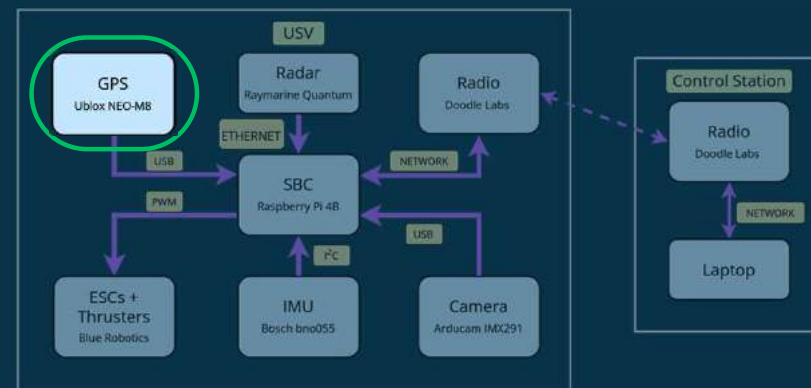 USV
GPS
Ublox NEO-M8
Radar
Raymarine Quantum
Radio
Doodle Labs
Control Station
Radio
Doodle Labs
ETHERNET
USB
NETWORK
SBC
Raspberry Pi 4B
PWM
USB
I²C
NETWORK
Laptop
ESCs +
Thrusters
Blue Robotics
IMU
Bosch bno055
Camera
Arducam IMX291